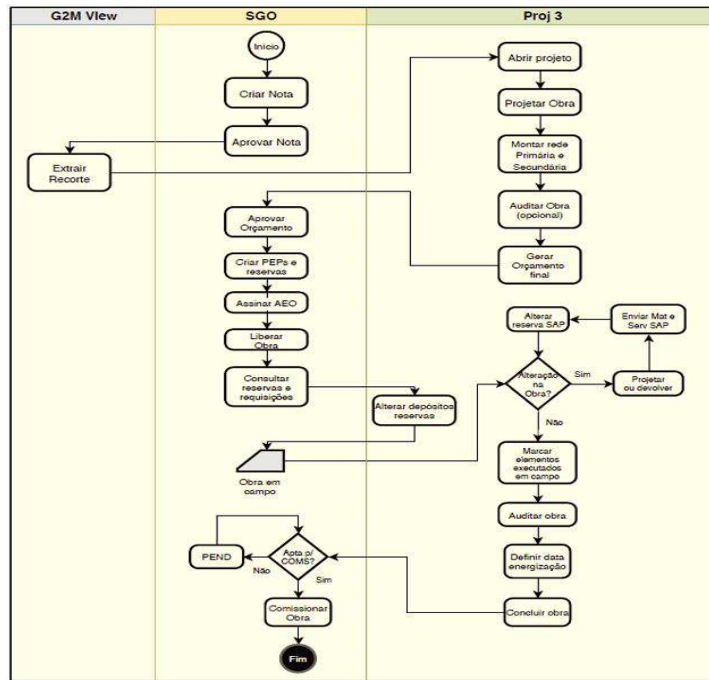 G2M View
SGO
Proj 3
Início
Criar Nota
Aprovar Nota
Extrair
Recorte
Abrir projeto
Projetar Obra
Montar rede
Primária e
Secundária
Auditar Obra
(opcional)
Gerar
Orçamento
final
Aprovar
Orçamento
Criar PEPs e
reservas
Assinar AEO
Liberar
Obra
Consultar
reservas e
requisições
Alterar depósitos
reservas
Obra em
campo
Alterar
reserva SAP
Enviar Mat e
Serv SAP
Alteração
na
Obra?
Sim
Projetar
ou devolver
Não
Marcar
elementos
executados
em campo
Auditar obra
Definir data
energização
Concluir obra
Apta p/
COMS?
PEND
Não
Sim
Comissionar
Obra
Fim